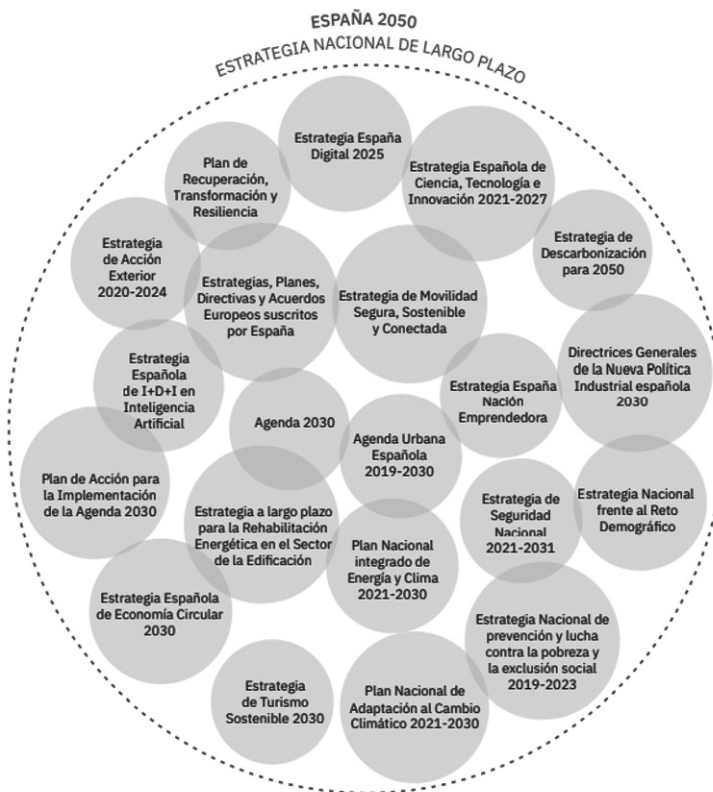 ESPAÑA 2050
ESTRATEGIA NACIONAL DE LARGO PLAZO
Estrategia España
Digital 2025
Plan de
Recuperación,
Transformación y
Resiliencia
Estrategia Española de
Ciencia, Tecnología e
Innovación 2021-2027
Estrategia
de Acción
Exterior
2020-2024
Estrategia de
Descarbonización
para 2050
Estrategias, Planes,
Directivas y Acuerdos
Europeos suscritos
por España
Estrategia de Movilidad
Segura, Sostenible
y Conectada
Estrategia
Española
de I+D+I en
Inteligencia
Artificial
Directrices Generales
de la Nueva Política
Industrial española
2030
Estrategia España
Nación
Emprendedora
Agenda 2030
Agenda Urbana
Española
2019-2030
Plan de Acción para
la Implementación
de la Agenda 2030
Estrategia a largo plazo
para la Rehabilitación
Energética en el Sector
de la Edificación
Estrategia de
Seguridad
Nacional
2021-2031
Estrategia Nacional
frente al Reto
Demográfico
Plan Nacional
integrado de
Energía y Clima
2021-2030
Estrategia Española
de Economía Circular
2030
Estrategia Nacional de
prevención y lucha
contra la pobreza y
la exclusión social
2019-2023
Estrategia
de Turismo
Sostenible 2030
Plan Nacional de
Adaptación al Cambio
Climático 2021-2030